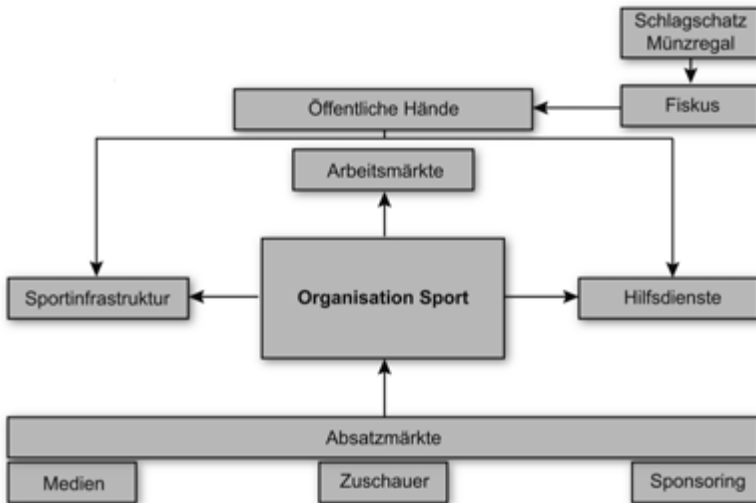 Schlagschatz
Münzregal
Öffentliche Hände
Fiskus
Arbeitsmärkte
Sportinfrastruktur
Organisation Sport
Hilfsdienste
Absatzmärkte
Medien
Zuschauer
Sponsoring